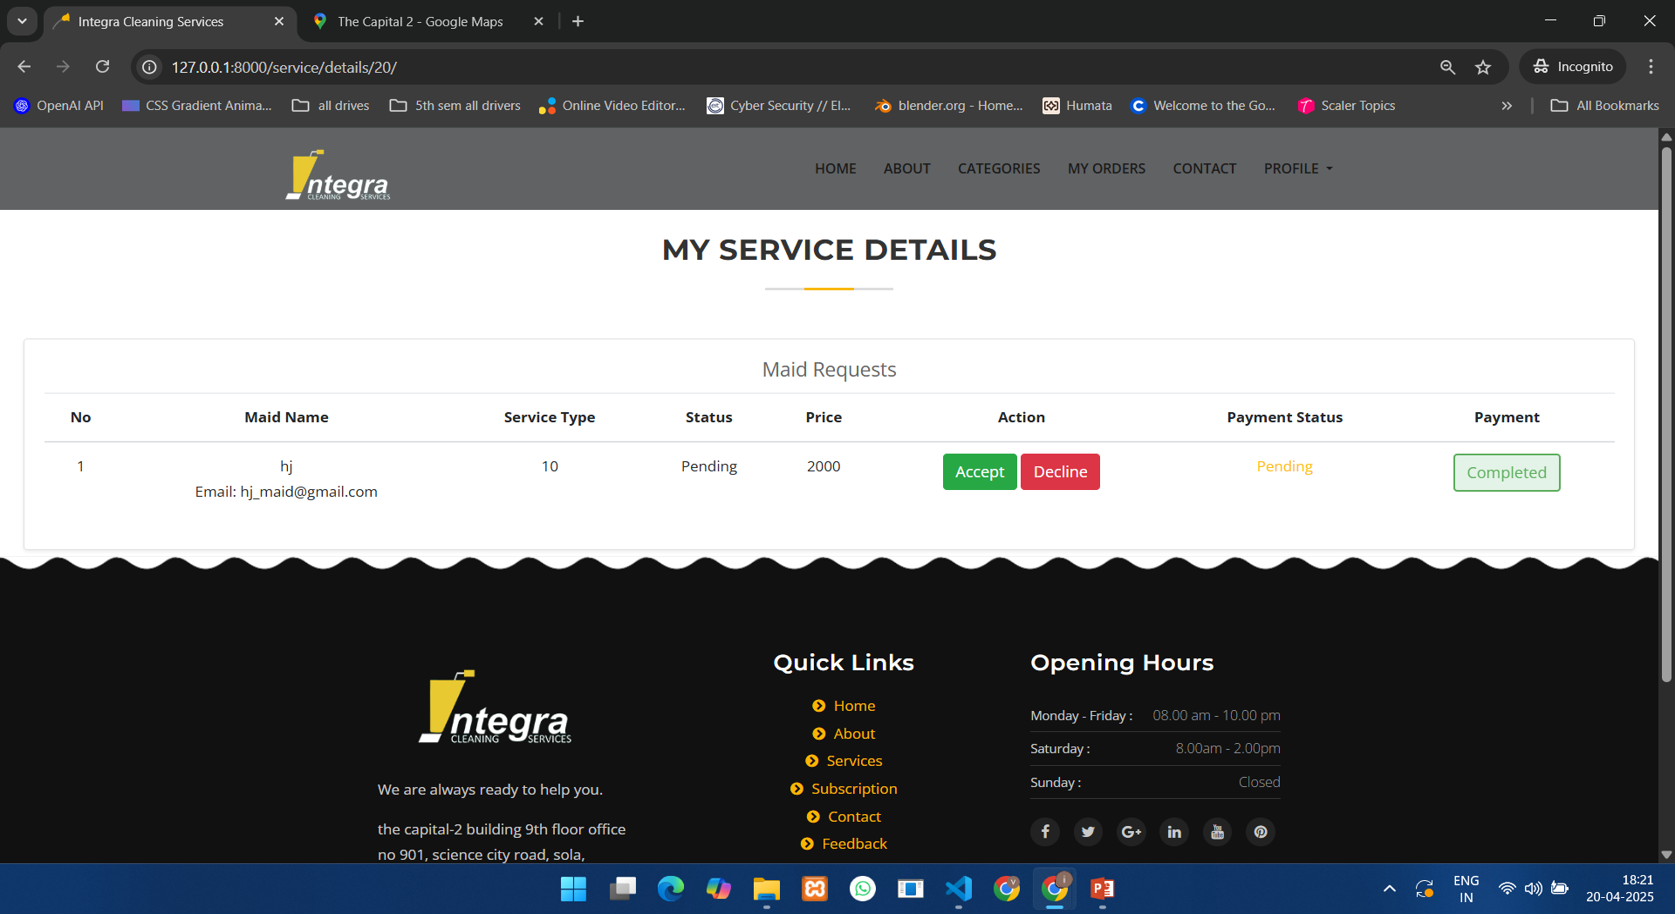 Integra Cleaning Services
The Capital 2 - Google Maps
127.0.0.1:8000/service/details/20/
Incognito
OpenAI API
CSS Gradient Anima...
all drives
5th sem all drivers
Online Video Editor...
Cyber Security // El...
blender.org - Home...
Humata
Welcome to the Go...
Scaler Topics
All Bookmarks
ntegra
CLEANING SERVICES
HOME ABOUT CATEGORIES MY ORDERS CONTACT PROFILE
MY SERVICE DETAILS
Maid Requests
No Maid Name Service Type Status Price Action Payment Status Payment
1 hj 10 Pending 2000 Accept Decline Pending Completed
Email: hj_maid@gmail.com
ntegra
CLEANING SERVICES
We are always ready to help you.
the capital-2 building 9th floor office
no 901, science city road, sola,
Quick Links
Home
About
Services
Subscription
Contact
Feedback
Opening Hours
Monday - Friday : 08.00 am - 10.00 pm
Saturday : 8.00am - 2.00pm
Sunday : Closed
ENG
IN
18:21
20-04-2025